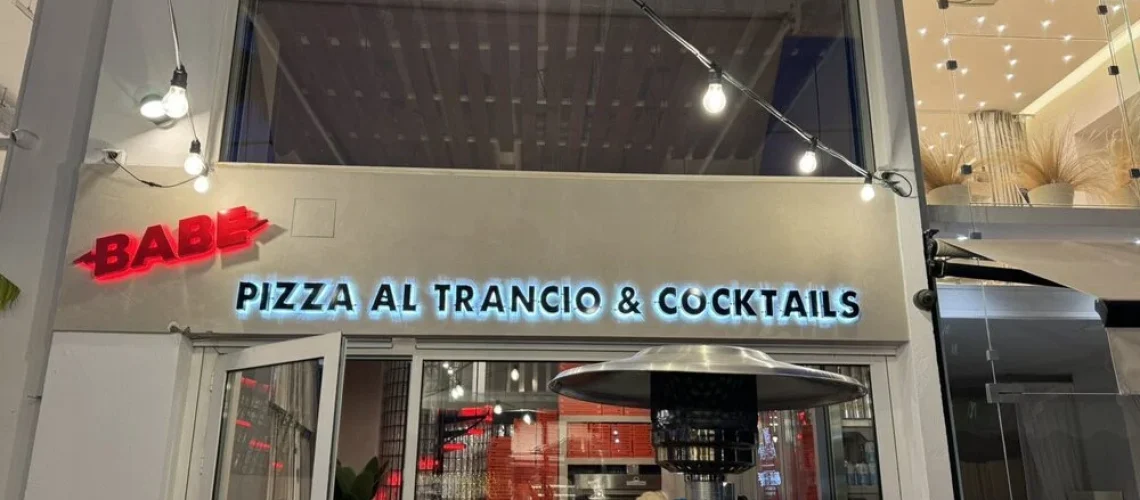 BABE
PIZZA AL TRANCIO & COCKTAILS